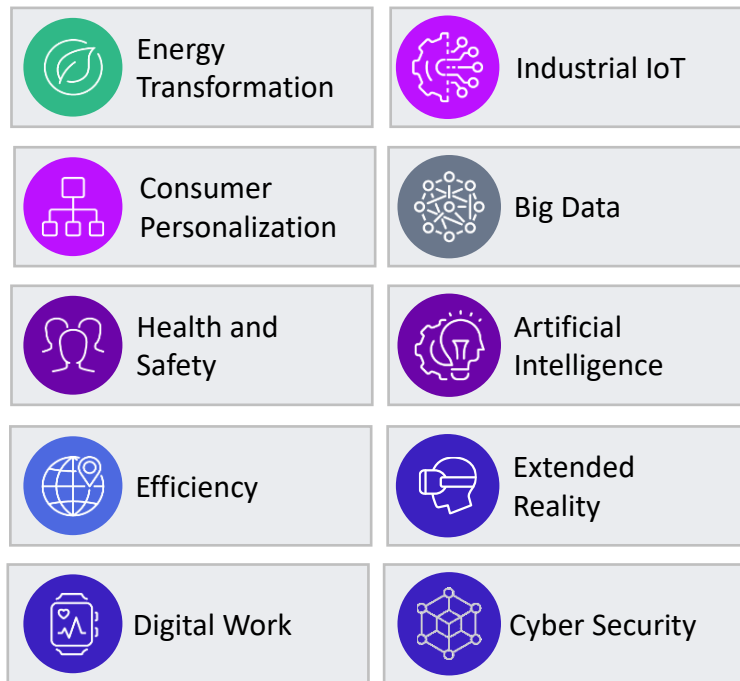 Energy
Transformation
Industrial IoT
Consumer
Personalization
Big Data
Health and
Safety
Artificial
Intelligence
Efficiency
Extended
Reality
Digital Work
Cyber Security